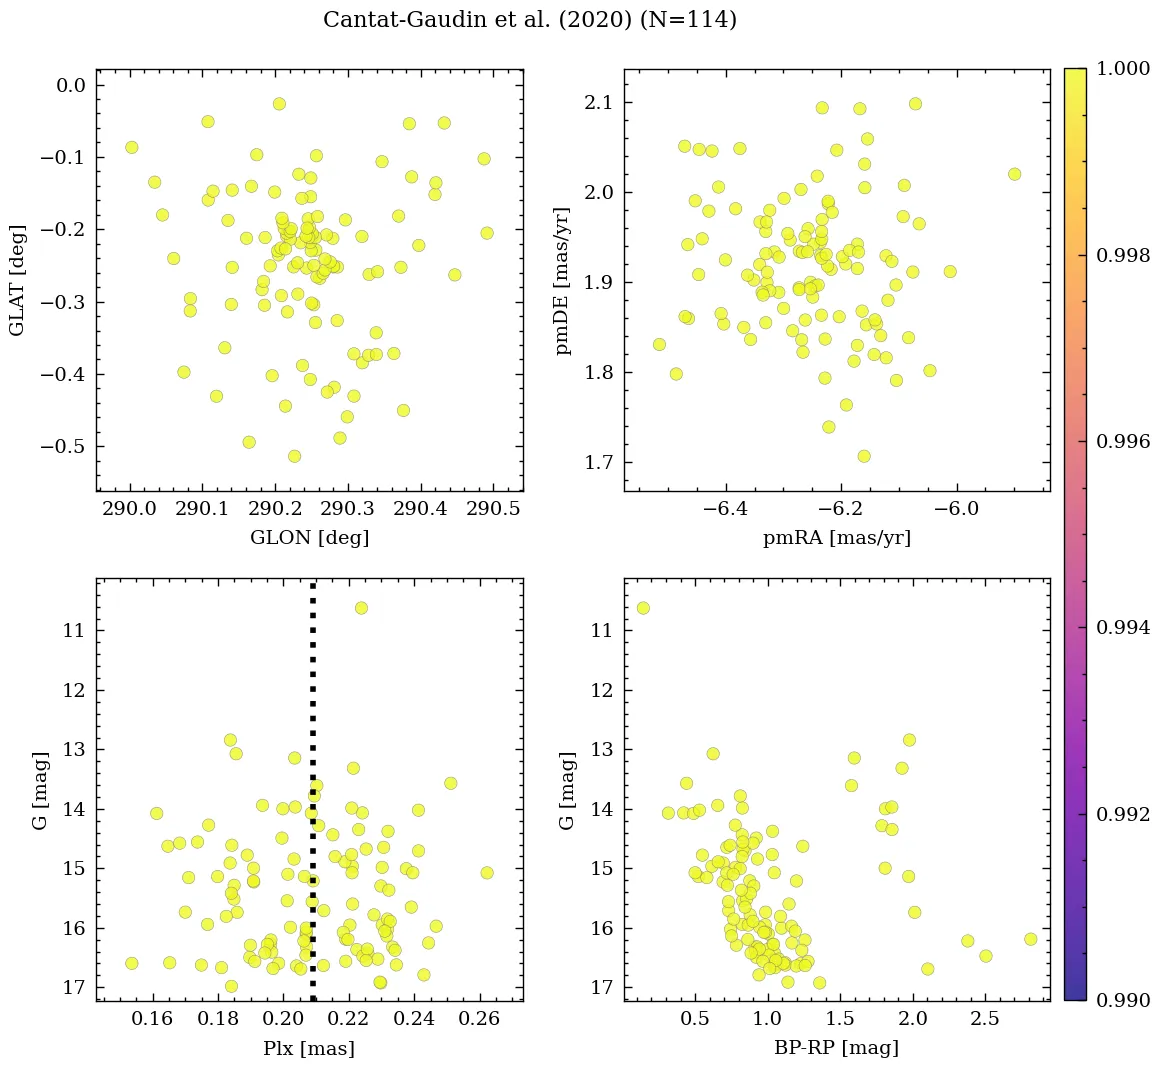 Cantat-Gaudin et al. (2020) (N=114)
0.0
−0.1
−0.2
−0.3
−0.4
−0.5
GLAT [deg]
290.0 290.1 290.2 290.3 290.4 290.5
GLON [deg]
2.1
2.0
1.9
1.8
1.7
pmDE [mas/yr]
−6.4 −6.2 −6.0
pmRA [mas/yr]
11
12
13
14
15
16
17
G [mag]
0.16 0.18 0.20 0.22 0.24 0.26
Plx [mas]
11
12
13
14
15
16
17
G [mag]
0.5 1.0 1.5 2.0 2.5
BP-RP [mag]
1.000
0.998
0.996
0.994
0.992
0.990